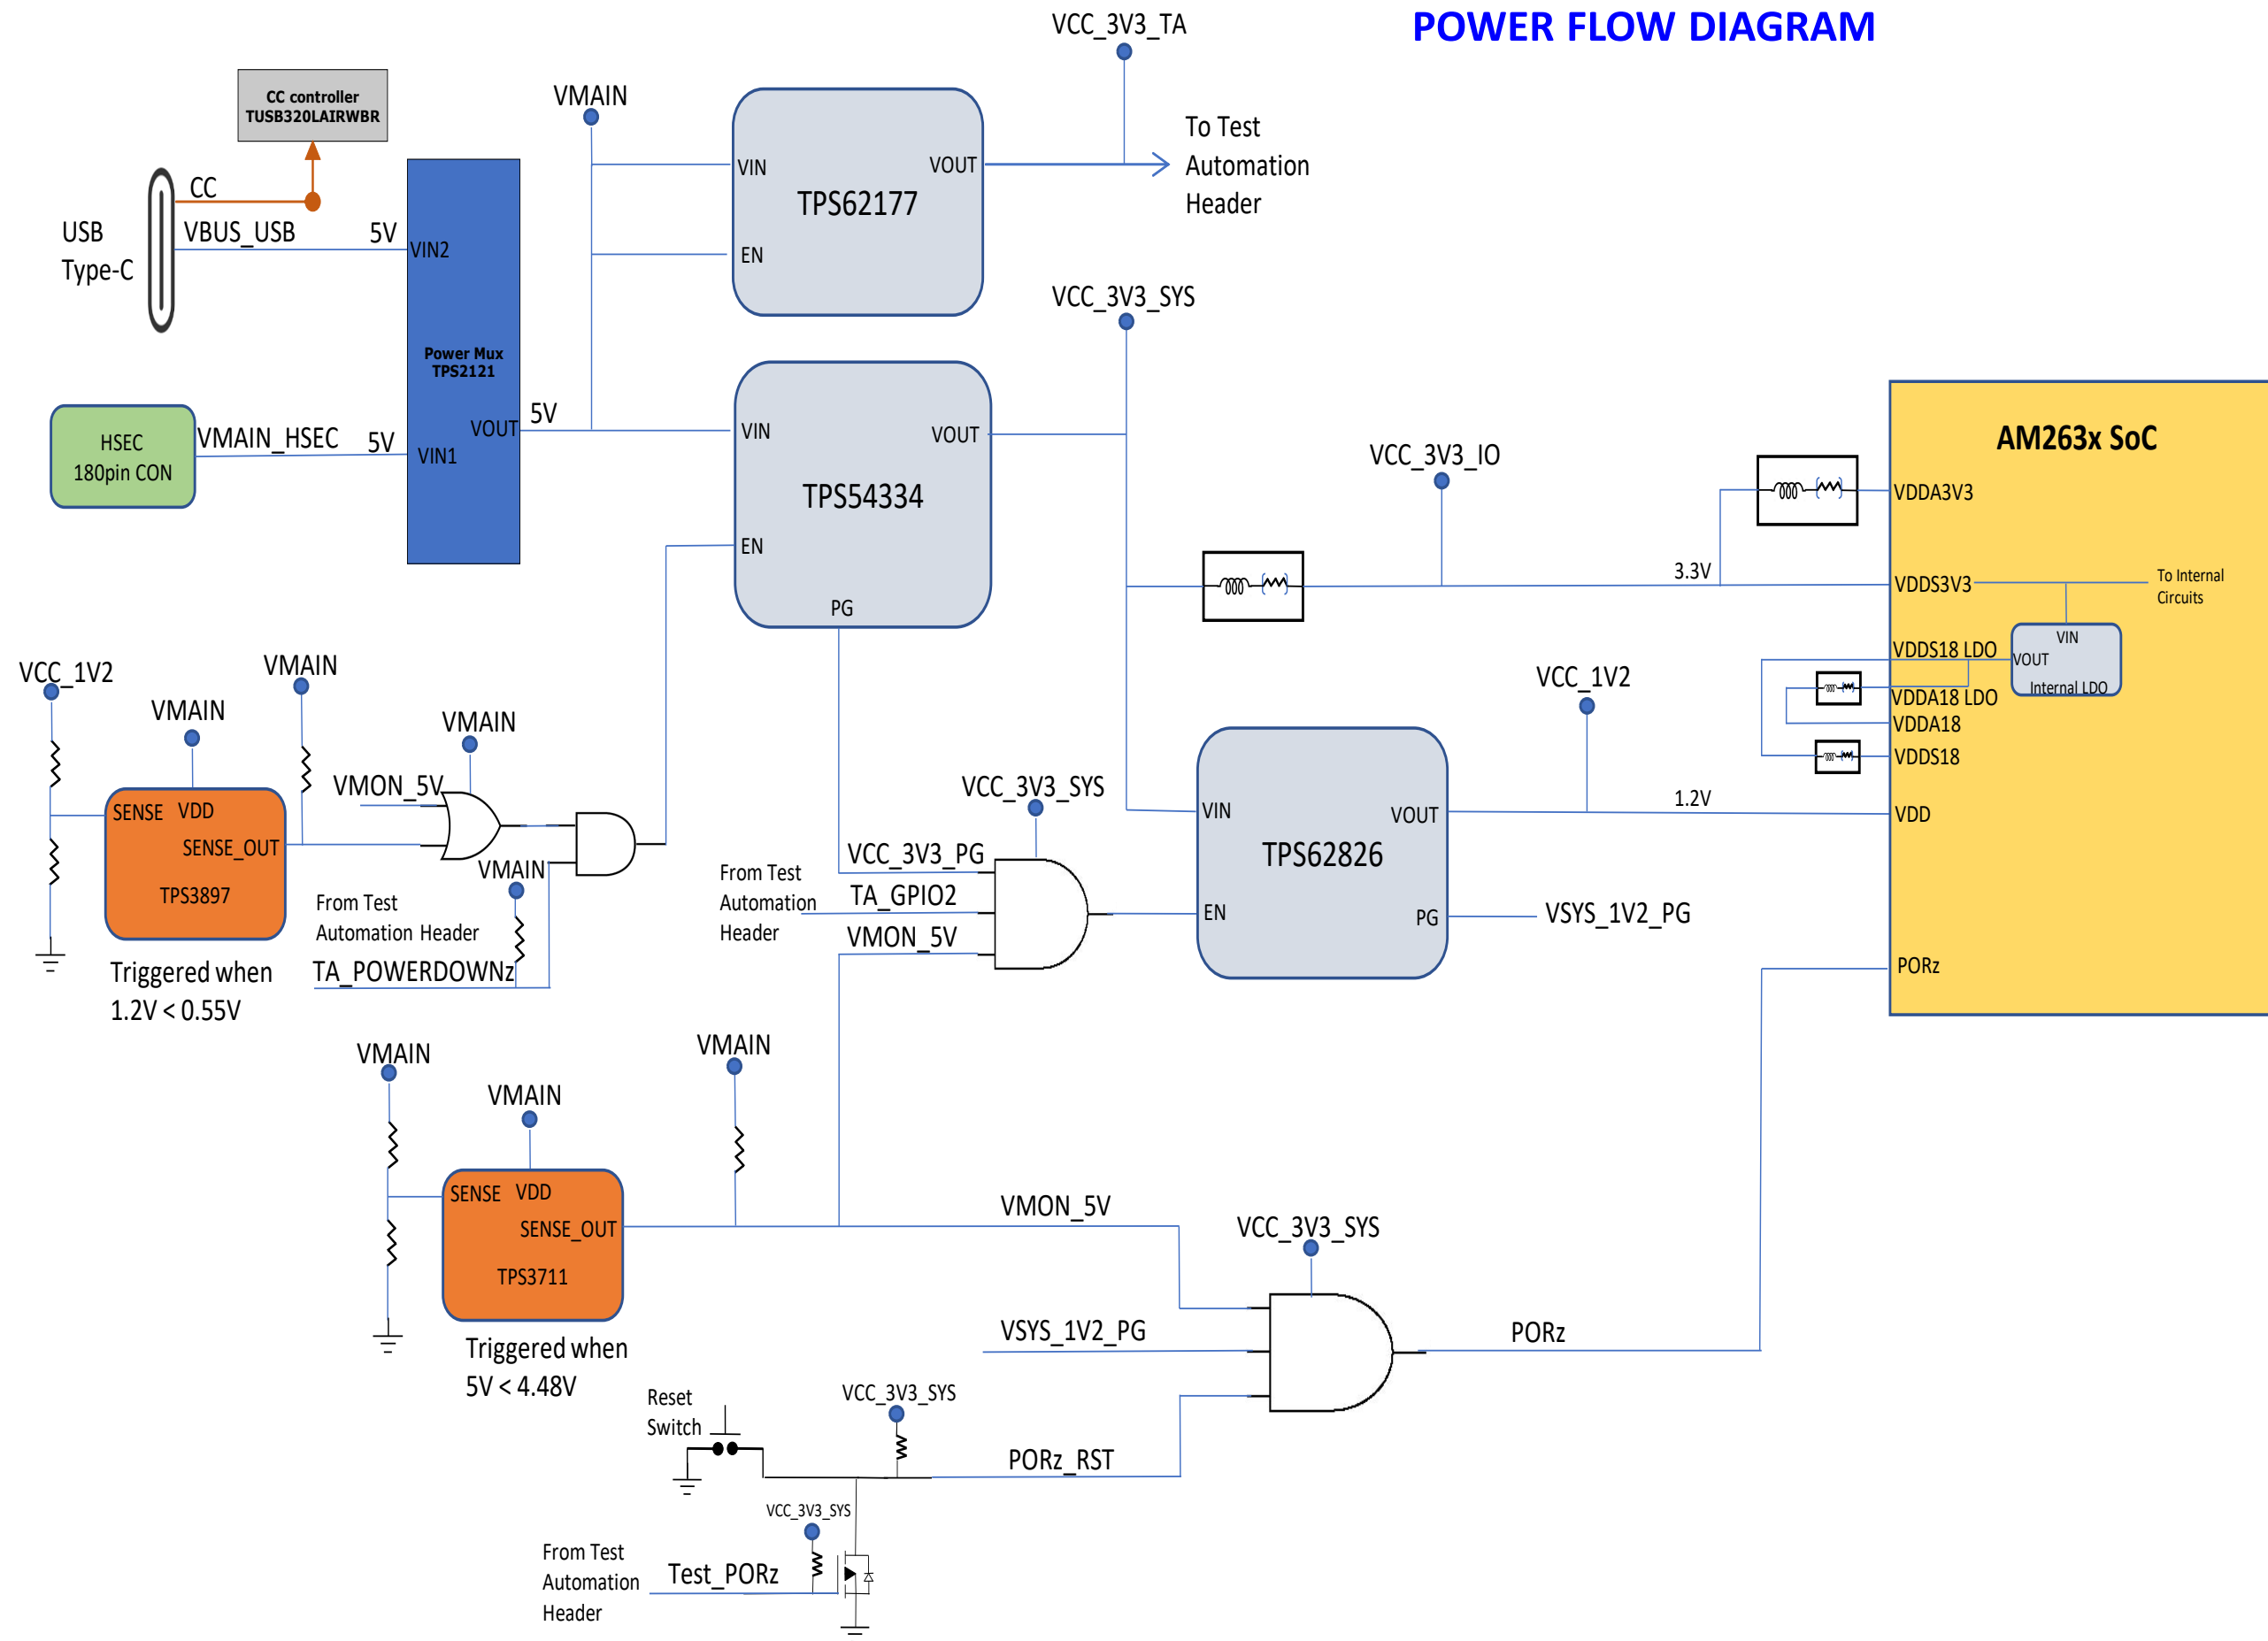 POWER FLOW DIAGRAM
VCC_3V3_TA
CC controller
TUSB320LAIRWBR
VMAIN
VIN
VOUT
TPS62177
EN
To Test
Automation
Header
CC
VBUS_USB
5V
VIN2
USB
Type-C
Power Mux
TPS2121
VOUT
5V
HSEC
180pin CON
VMAIN_HSEC
5V
VIN1
VCC_3V3_SYS
VIN
VOUT
TPS54334
EN
PG
VCC_3V3_IO
3.3V
AM263x SoC
VDDA3V3
VDDS3V3
To Internal
Circuits
VIN
VDDS18 LDO
VOUT
Internal LDO
VDDA18 LDO
VDDA18
VDDS18
VDD
PORz
VCC_1V2
VMAIN
VMAIN
SENSE
VDD
SENSE_OUT
TPS3897
Triggered when
1.2V < 0.55V
VMAIN
VMON_5V
VMAIN
From Test
Automation Header
TA_POWERDOWNz
VCC_3V3_SYS
VCC_3V3_PG
From Test
Automation
Header
TA_GPIO2
VMON_5V
VCC_1V2
VIN
VOUT
1.2V
TPS62826
EN
PG
VSYS_1V2_PG
VMAIN
VMAIN
VMAIN
SENSE
VDD
SENSE_OUT
TPS3711
Triggered when
5V < 4.48V
VMON_5V
VCC_3V3_SYS
VSYS_1V2_PG
PORz
Reset
Switch
VCC_3V3_SYS
PORz_RST
VCC_3V3_SYS
From Test
Automation
Header
Test_PORz